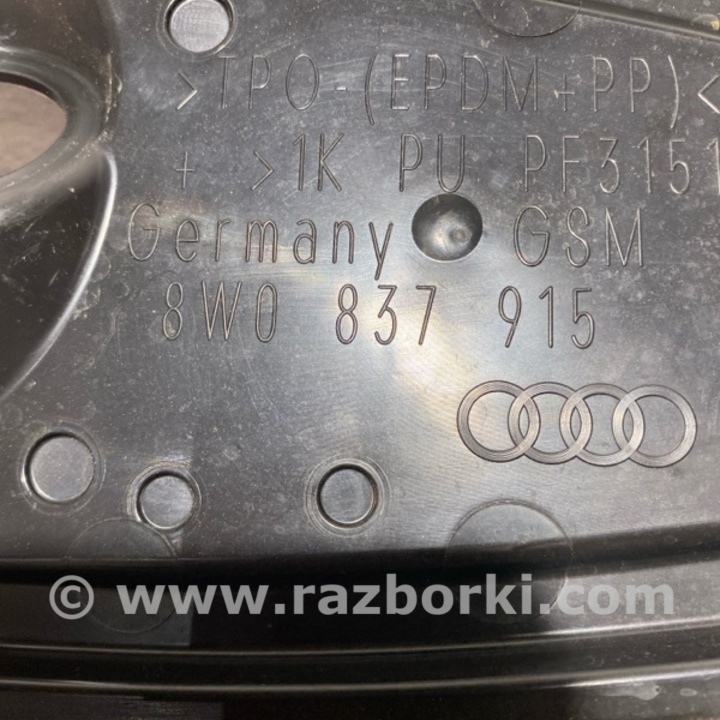 >TPO-(EPDM+PP)<
+ >1K PU PF3151
Germany GSM
8W0 837 915
© www.razborki.com